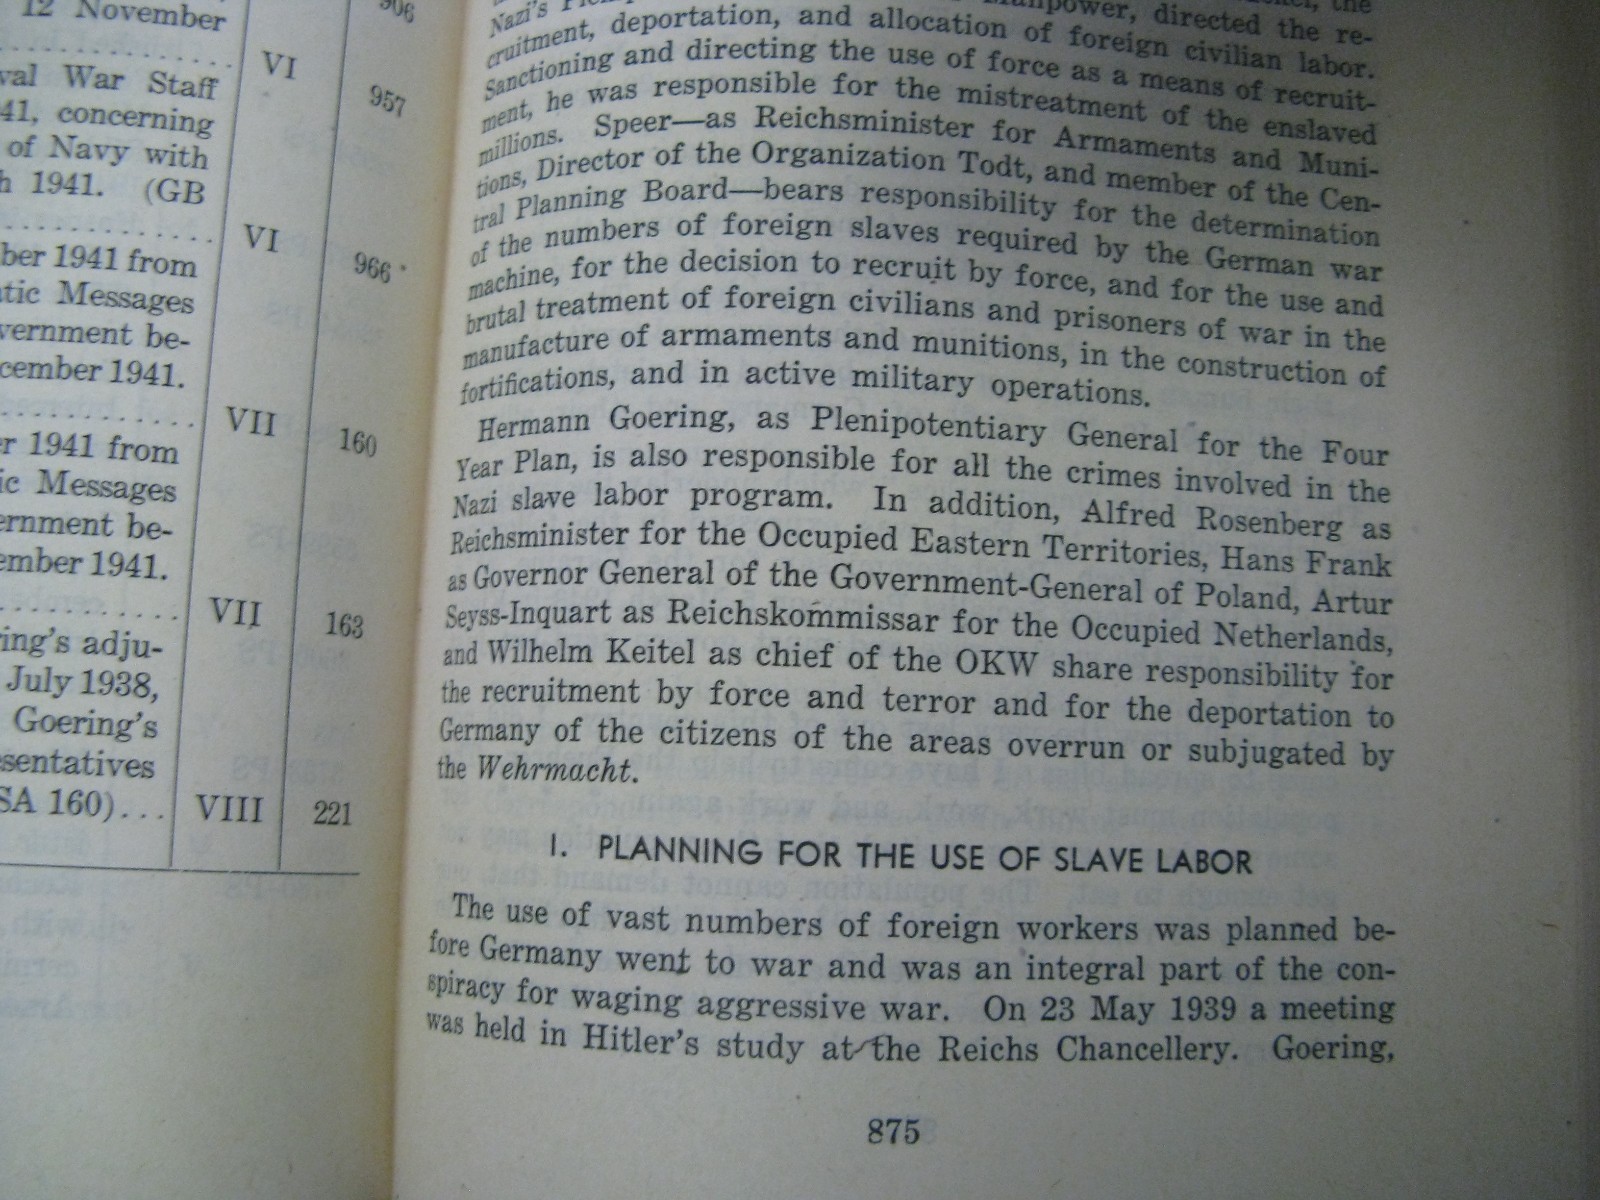 12 November
906
VI
957
val War Staff
41, concerning
of Navy with
h 1941. (GB
VI
966
ber 1941 from
tic Messages
vernment be-
cember 1941.
VII
160
r 1941 from
ic Messages
ernment be-
ember 1941.
VII
163
ing's adju-
July 1938,
Goering's
sentatives
SA 160)...
VIII
221
Nazi's Manpower, directed the re-
cruitment, deportation, and allocation of foreign civilian labor.
Sanctioning and directing the use of force as a means of recruit-
ment, he was responsible for the mistreatment of the enslaved
millions. Speer—as Reichsminister for Armaments and Muni-
tions, Director of the Organization Todt, and member of the Cen-
tral Planning Board—bears responsibility for the determination
of the numbers of foreign slaves required by the German war
machine, for the decision to recruit by force, and for the use and
brutal treatment of foreign civilians and prisoners of war in the
manufacture of armaments and munitions, in the construction of
fortifications, and in active military operations.
Hermann Goering, as Plenipotentiary General for the Four
Year Plan, is also responsible for all the crimes involved in the
Nazi slave labor program. In addition, Alfred Rosenberg as
Reichsminister for the Occupied Eastern Territories, Hans Frank
as Governor General of the Government-General of Poland, Artur
Seyss-Inquart as Reichskommissar for the Occupied Netherlands,
and Wilhelm Keitel as chief of the OKW share responsibility for
the recruitment by force and terror and for the deportation to
Germany of the citizens of the areas overrun or subjugated by
the Wehrmacht.
I. PLANNING FOR THE USE OF SLAVE LABOR
The use of vast numbers of foreign workers was planned be-
fore Germany went to war and was an integral part of the con-
spiracy for waging aggressive war. On 23 May 1939 a meeting
was held in Hitler's study at the Reichs Chancellery. Goering,
875